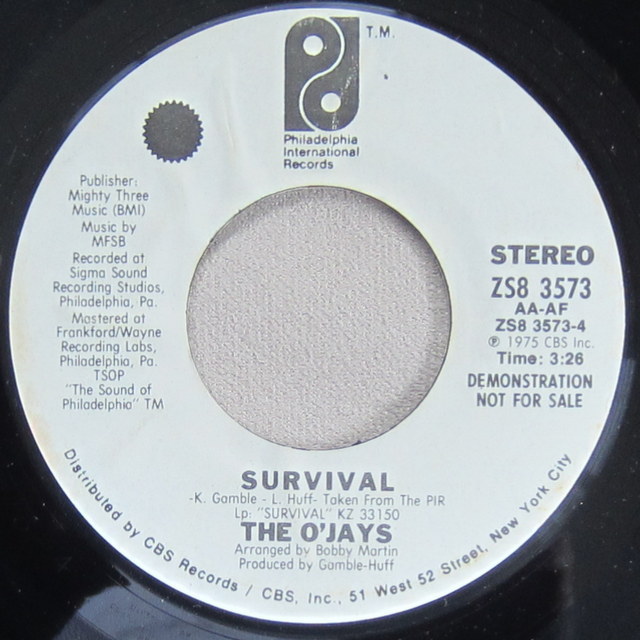 T.M.
Philadelphia
International
Records
Publisher:
Mighty Three
Music (BMI)
Music by
MFSB
Recorded at
Sigma Sound
Recording Studios,
Philadelphia, Pa.
Mastered at
Frankford/Wayne
Recording Labs,
Philadelphia, Pa.
TSOP
"The Sound of
Philadelphia" TM
STEREO
ZS8 3573
AA-AF
ZS8 3573-4
℗ 1975 CBS Inc.
Time: 3:26
DEMONSTRATION
NOT FOR SALE
SURVIVAL
-K. Gamble - L. Huff- Taken From The PIR
Lp: "SURVIVAL" KZ 33150
THE O'JAYS
Arranged by Bobby Martin
Produced by Gamble-Huff
Distributed by CBS Records / CBS, Inc., 51 West 52 Street, New York City